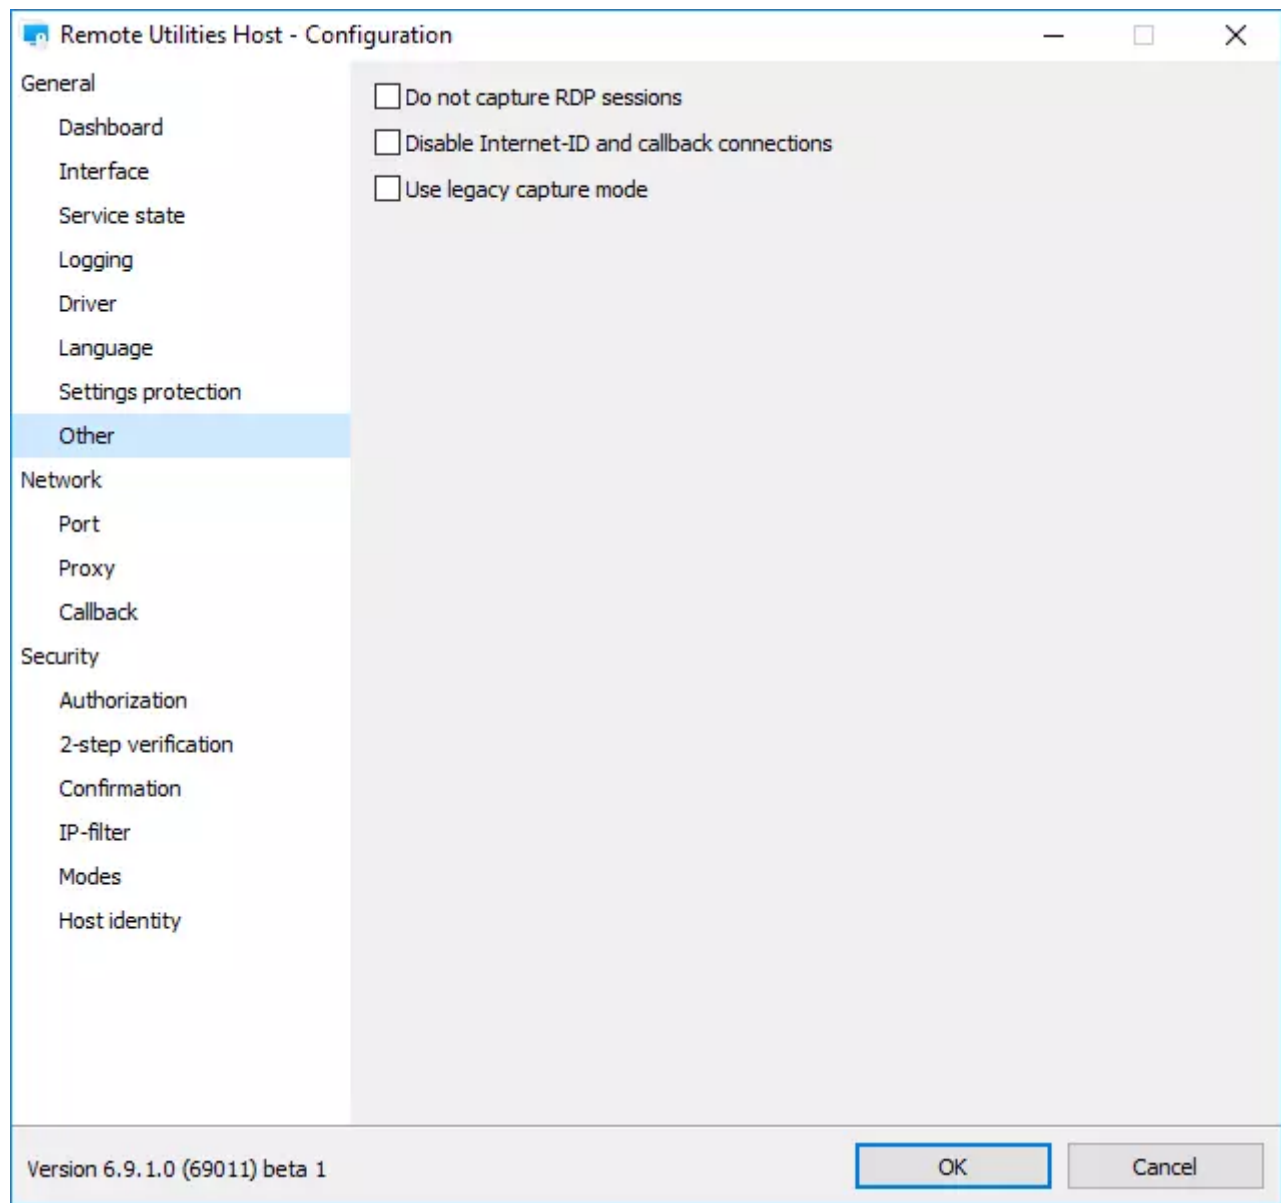 Remote Utilities Host - Configuration
General
Dashboard
Interface
Service state
Logging
Driver
Language
Settings protection
Other
Network
Port
Proxy
Callback
Security
Authorization
2-step verification
Confirmation
IP-filter
Modes
Host identity
Do not capture RDP sessions
Disable Internet-ID and callback connections
Use legacy capture mode
Version 6.9.1.0 (69011) beta 1
OK
Cancel